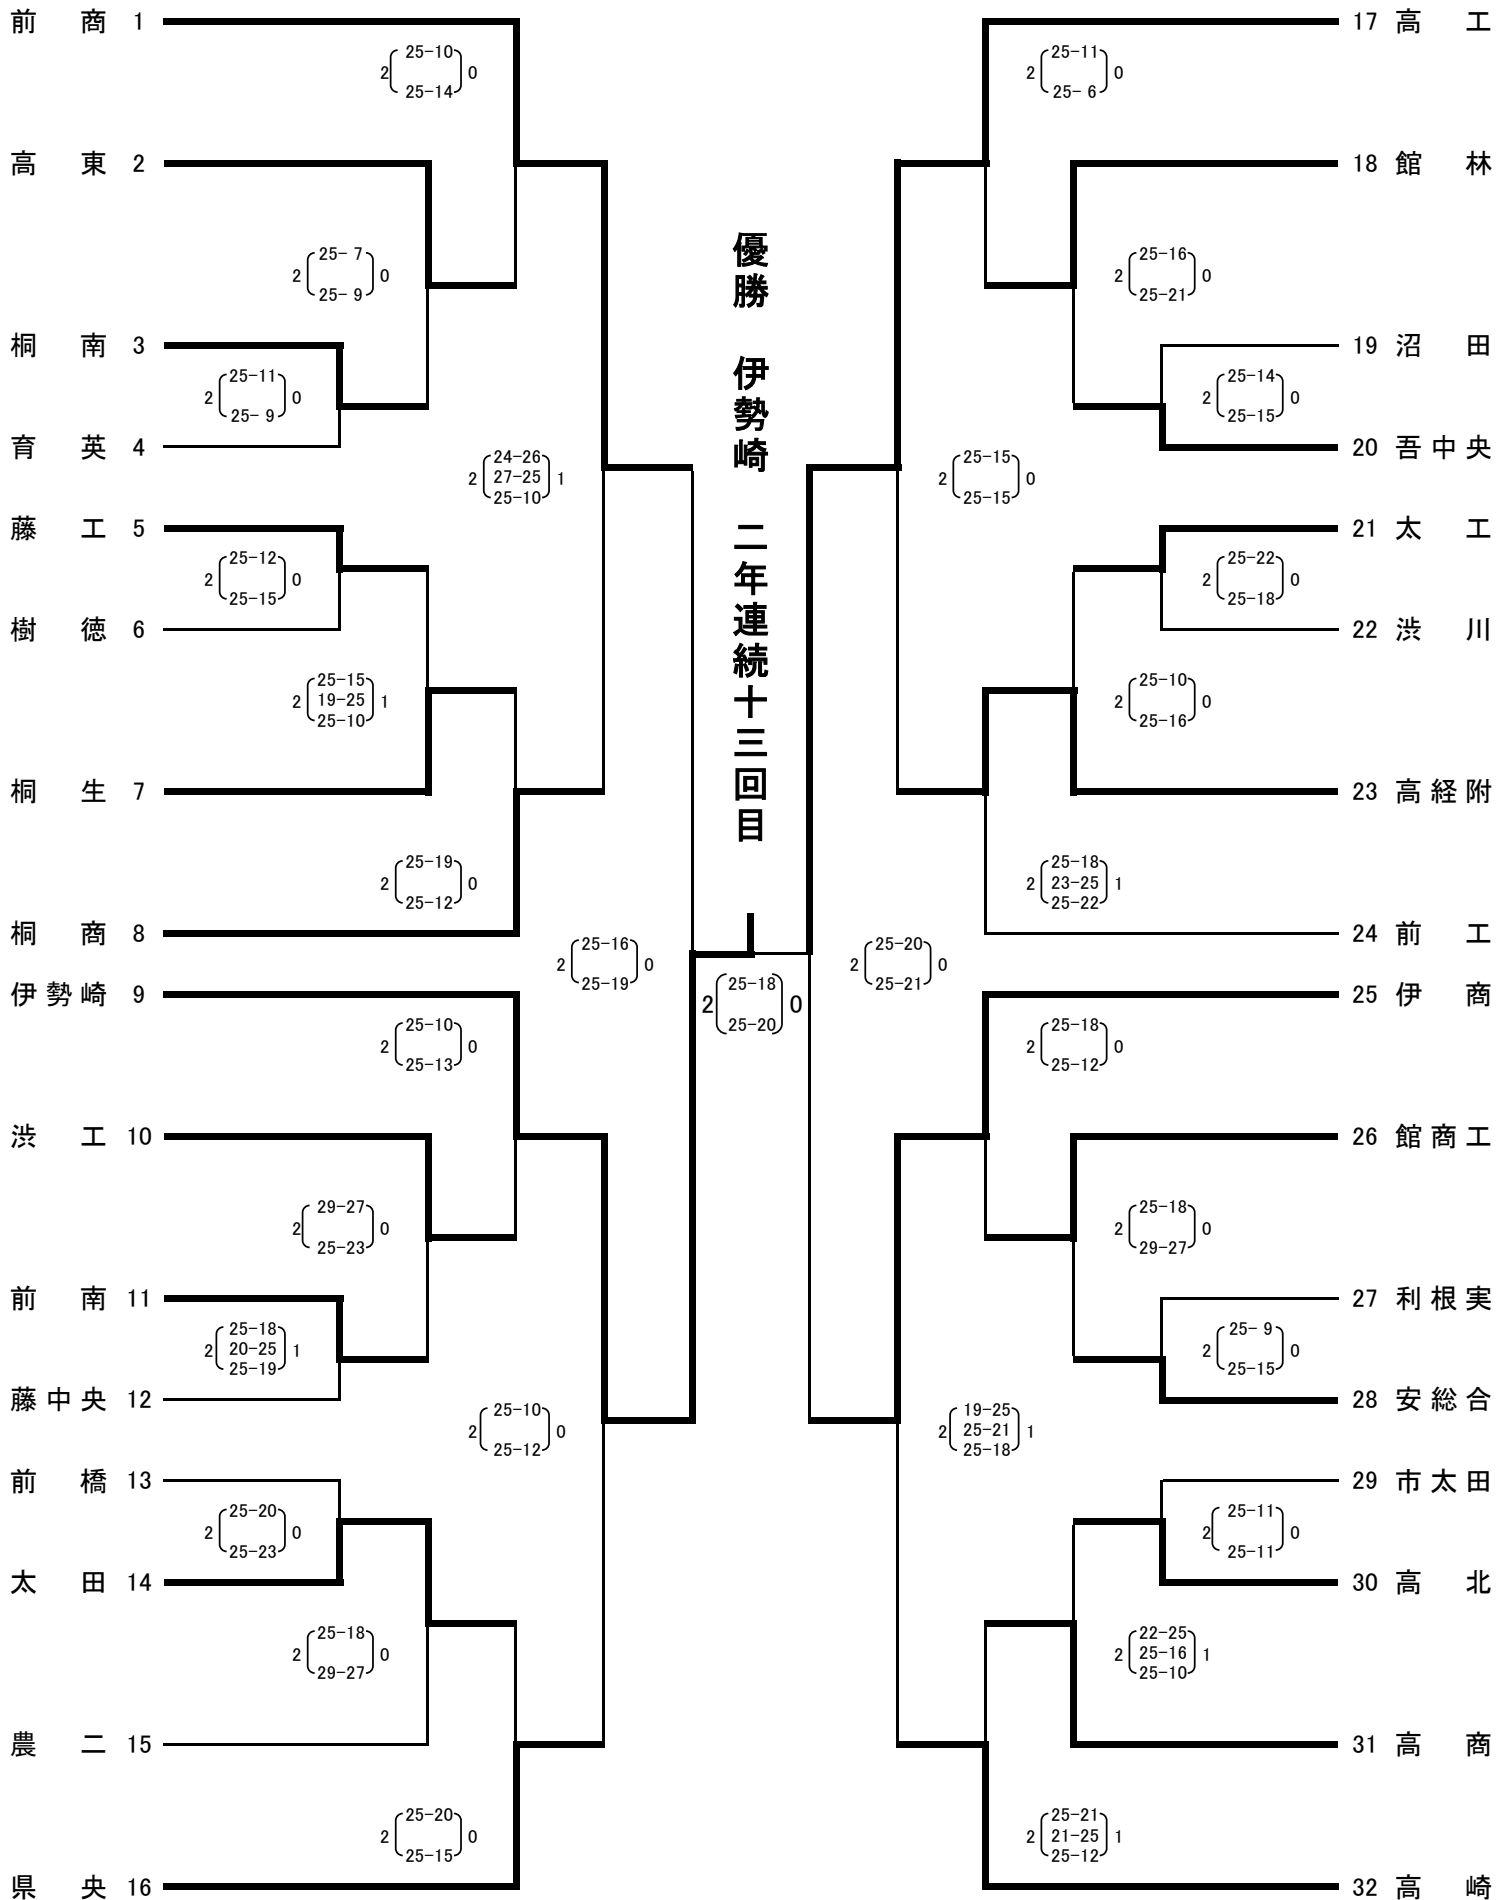 前商 1
25-10
2 0
25-14
高東 2
25- 7
2 0
25- 9
桐南 3
25-11
2 0
25- 9
育英 4
24-26
2 27-25 1
25-10
藤工 5
25-12
2 0
25-15
樹徳 6
25-15
2 19-25 1
25-10
桐生 7
25-19
2 0
25-12
桐商 8
25-16
2 0
25-19
伊勢崎 9
25-10
2 0
25-13
渋工 10
29-27
2 0
25-23
前南 11
25-18
2 20-25 1
25-19
藤中央 12
25-10
2 0
25-12
前橋 13
25-20
2 0
25-23
太田 14
25-18
2 0
29-27
農二 15
25-20
2 0
25-15
県央 16
優勝 伊勢崎 二年連続十三回目
25-18
2 0
25-20
17 高工
25-11
2 0
25- 6
18 館林
25-16
2 0
25-21
19 沼田
25-14
2 0
25-15
20 吾中央
25-15
2 0
25-15
21 太工
25-22
2 0
25-18
22 渋川
25-10
2 0
25-16
23 高経附
25-18
2 23-25 1
25-22
24 前工
25-20
2 0
25-21
25 伊商
25-18
2 0
25-12
26 館商工
25-18
2 0
29-27
27 利根実
25- 9
2 0
25-15
28 安総合
19-25
2 25-21 1
25-18
29 市太田
25-11
2 0
25-11
30 高北
22-25
2 25-16 1
25-10
31 高商
25-21
2 21-25 1
25-12
32 高崎